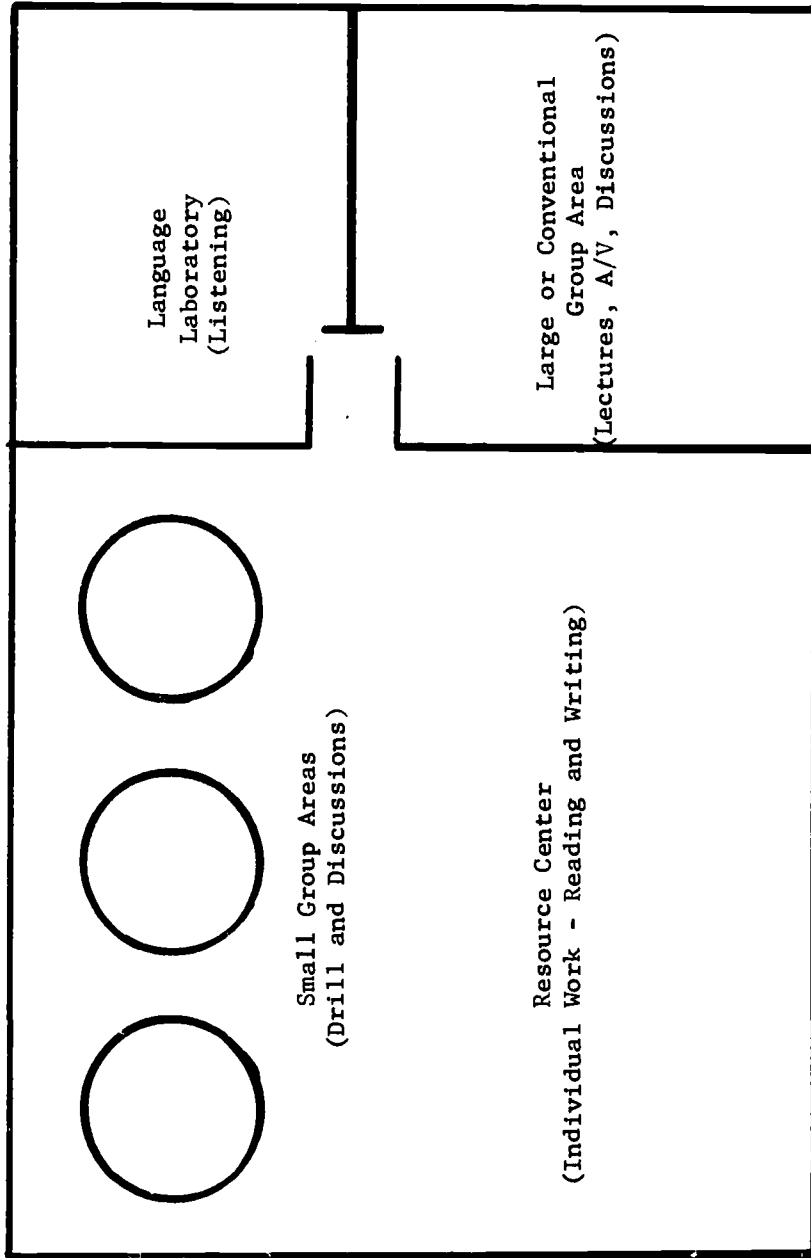 Language
Laboratory
(Listening)
Large or Conventional
Group Area
(Lectures, A/V, Discussions)
Small Group Areas
(Drill and Discussions)
Resource Center
(Individual Work - Reading and Writing)